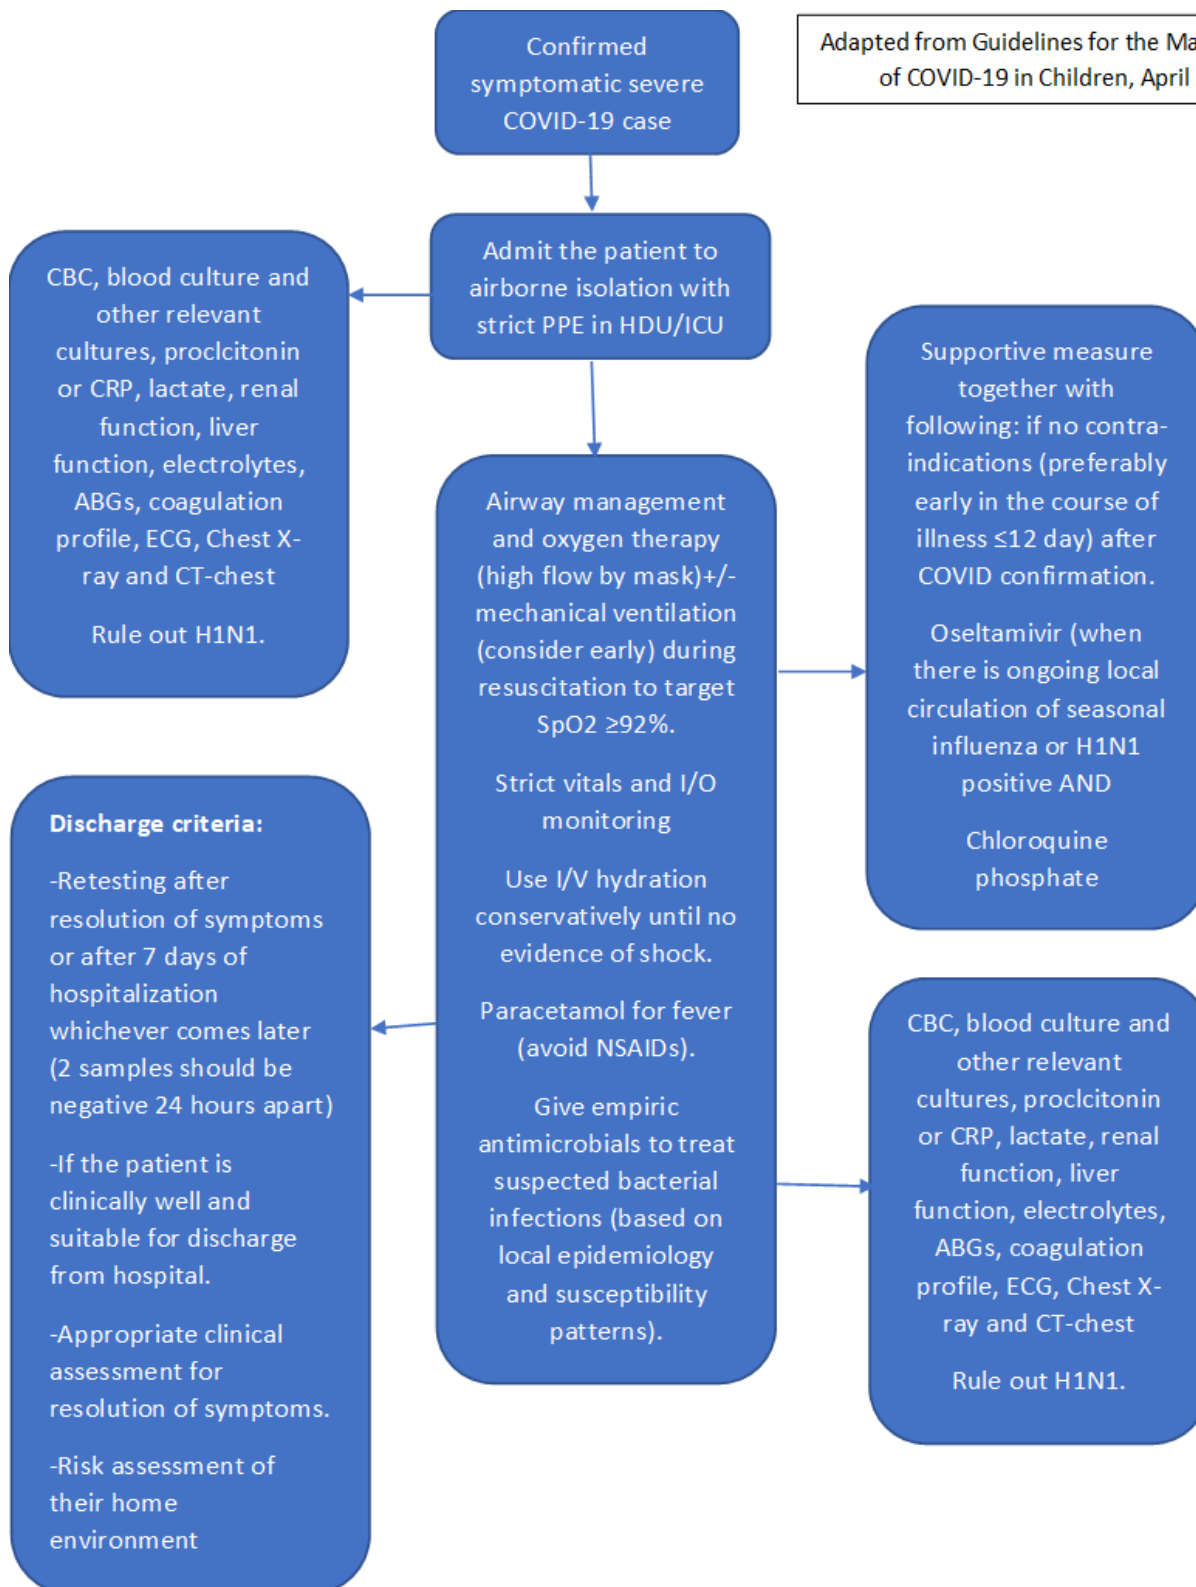 Confirmed
symptomatic severe
COVID-19 case
Adapted from Guidelines for the Ma
of COVID-19 in Children, April
Admit the patient to
airborne isolation with
strict PPE in HDU/ICU
CBC, blood culture and
other relevant
cultures, proclcitonin
or CRP, lactate, renal
function, liver
function, electrolytes,
ABGs, coagulation
profile, ECG, Chest X-
ray and CT-chest
Rule out H1N1.
Airway management
and oxygen therapy
(high flow by mask)+/-
mechanical ventilation
(consider early) during
resuscitation to target
SpO2 ≥92%.
Strict vitals and I/O
monitoring
Use I/V hydration
conservatively until no
evidence of shock.
Paracetamol for fever
(avoid NSAIDs).
Give empiric
antimicrobials to treat
suspected bacterial
infections (based on
local epidemiology
and susceptibility
patterns).
Supportive measure
together with
following: if no contra-
indications (preferably
early in the course of
illness ≤12 day) after
COVID confirmation.
Oseltamivir (when
there is ongoing local
circulation of seasonal
influenza or H1N1
positive AND
Chloroquine
phosphate
Discharge criteria:
-Retesting after
resolution of symptoms
or after 7 days of
hospitalization
whichever comes later
(2 samples should be
negative 24 hours apart)
-If the patient is
clinically well and
suitable for discharge
from hospital.
-Appropriate clinical
assessment for
resolution of symptoms.
-Risk assessment of
their home
environment
CBC, blood culture and
other relevant
cultures, proclcitonin
or CRP, lactate, renal
function, liver
function, electrolytes,
ABGs, coagulation
profile, ECG, Chest X-
ray and CT-chest
Rule out H1N1.